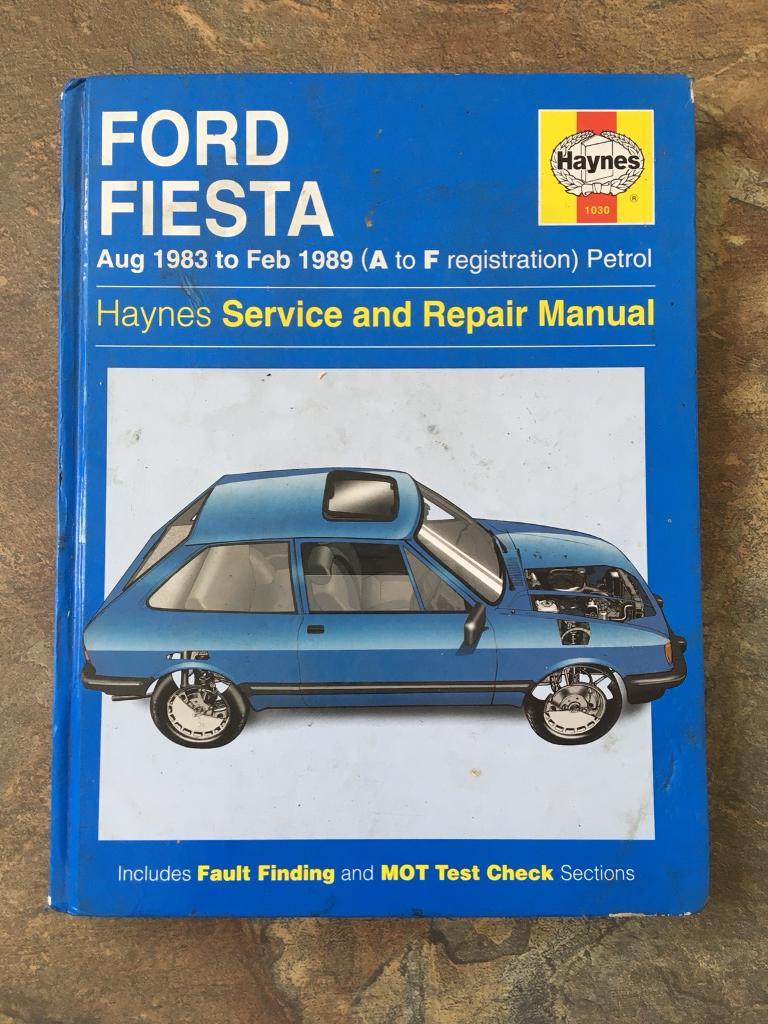 FORD
FIESTA
Haynes
®
1030
Aug 1983 to Feb 1989 (A to F registration) Petrol
Haynes Service and Repair Manual
Includes Fault Finding and MOT Test Check Sections